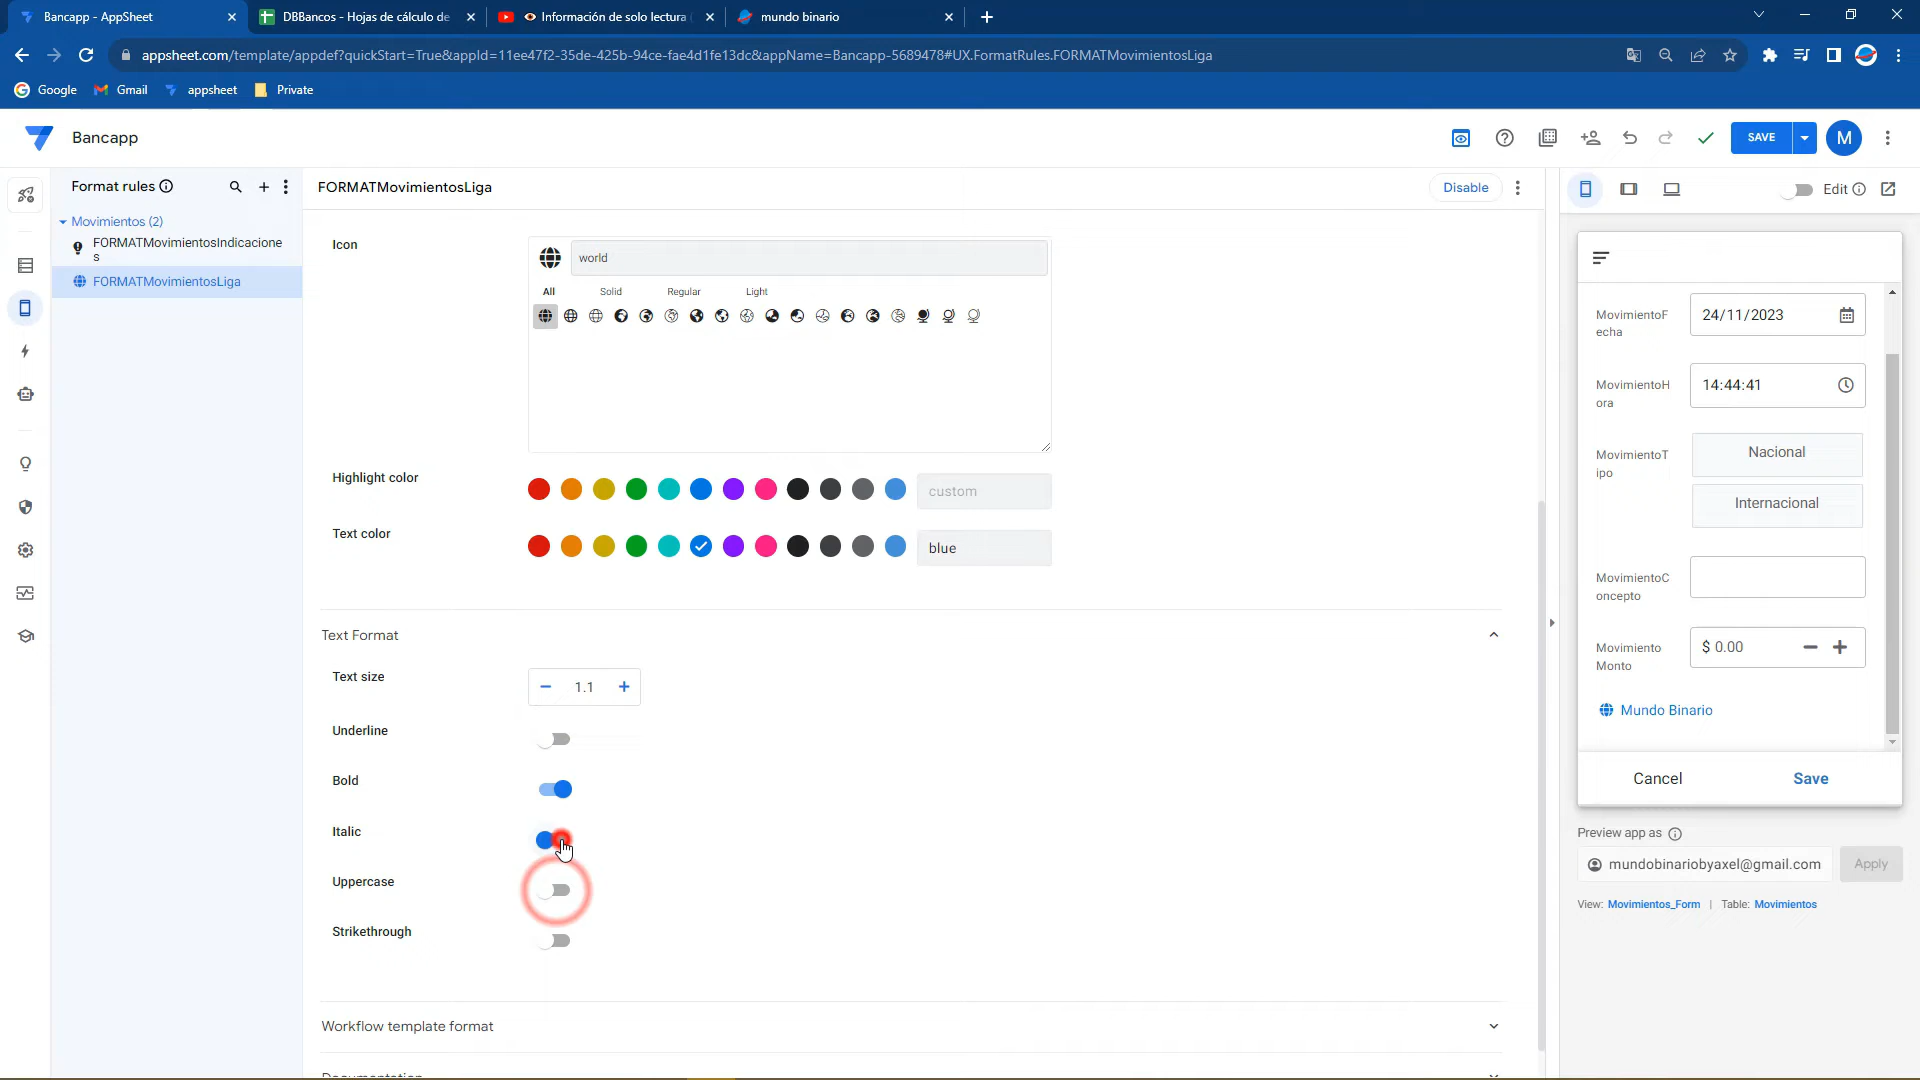 Bancapp - AppSheet
DBBancos - Hojas de cálculo de
Información de solo lectura
mundo binario
appsheet.com/template/appdef?quickStart=True&appId=11ee47f2-35de-425b-94ce-fae4d1fe13dc&appName=Bancapp-5689478#UX.FormatRules.FORMATMovimientosLiga
Google
Gmail
appsheet
Private
Bancapp
SAVE
M
Format rules
FORMATMovimientosLiga
Disable
Edit
Movimientos (2)
FORMATMovimientosIndicacione
s
FORMATMovimientosLiga
Icon
world
All
Solid
Regular
Light
Highlight color
custom
Text color
blue
Text Format
Text size
1.1
Underline
Bold
Italic
Uppercase
Strikethrough
Workflow template format
MovimientoF
echa
24/11/2023
MovimientoH
ora
14:44:41
MovimientoT
ipo
Nacional
Internacional
MovimientoC
oncepto
Movimiento
Monto
$ 0.00
Mundo Binario
Cancel
Save
Preview app as
mundobinariobyaxel@gmail.com
Apply
View: Movimientos_Form | Table: Movimientos